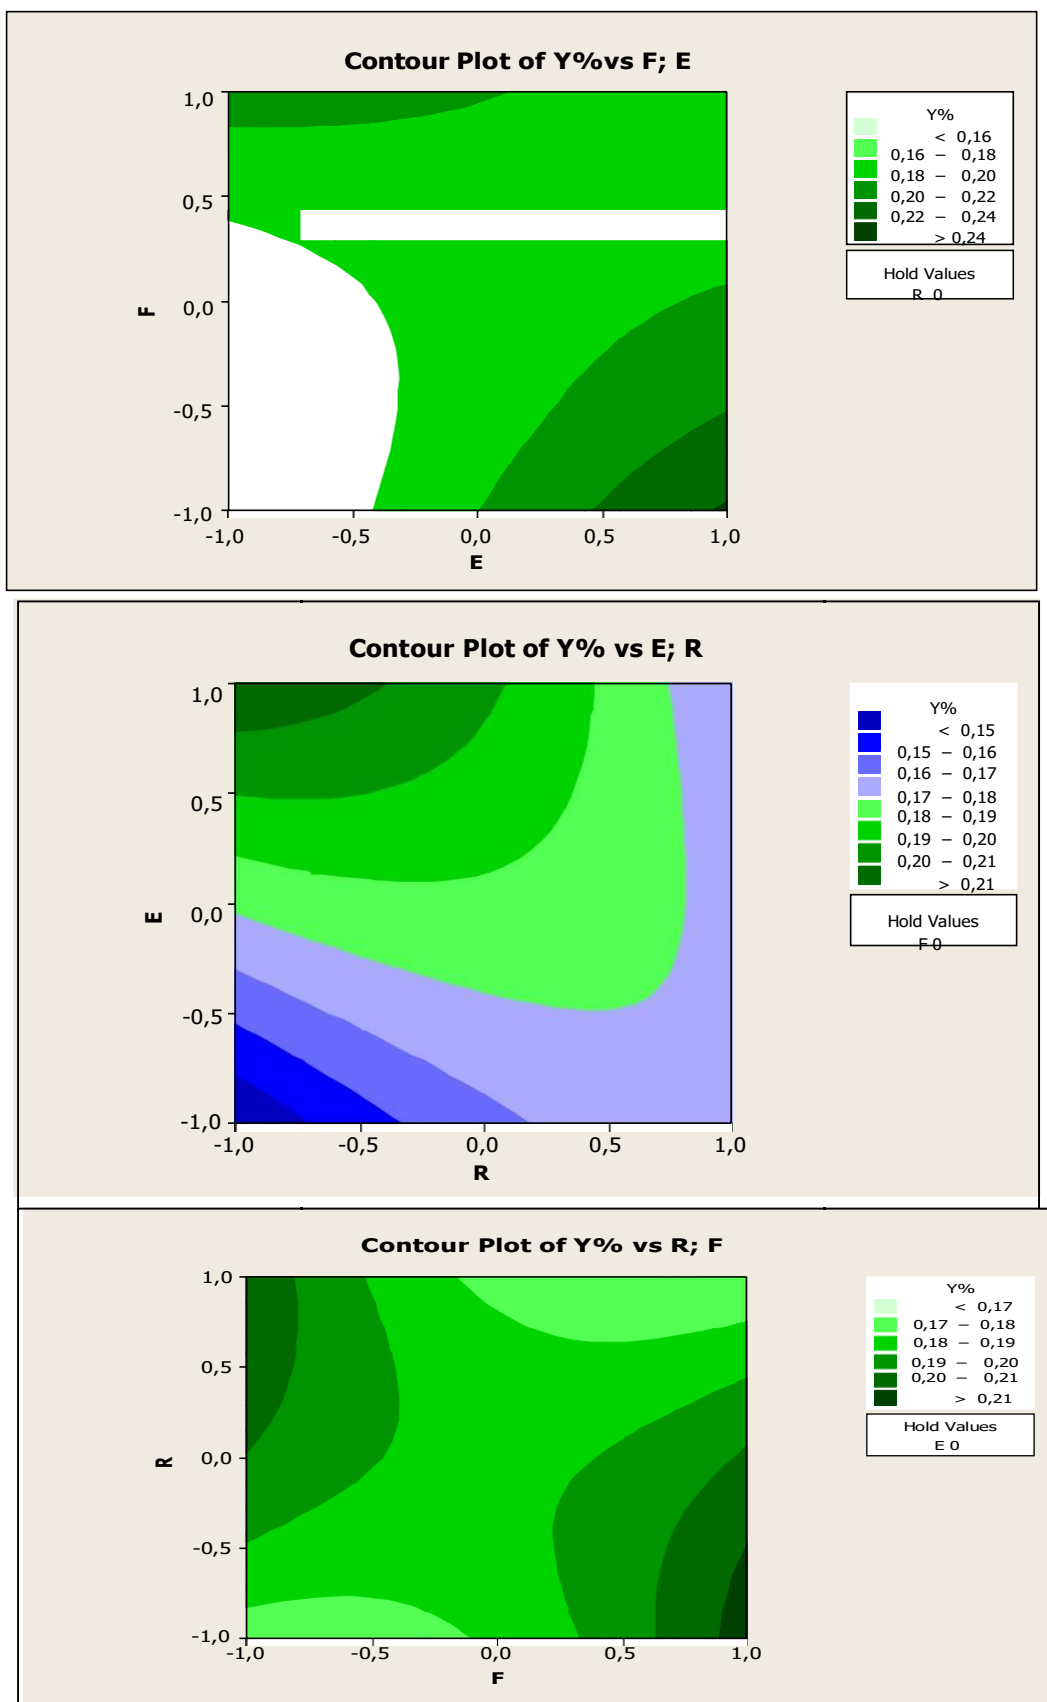 Contour Plot of Y%vs F; E
1,0
0,5
0,0
-0,5
-1,0
F
-1,0 -0,5 0,0 0,5 1,0
E
Y%
< 0,16
0,16 – 0,18
0,18 – 0,20
0,20 – 0,22
0,22 – 0,24
> 0,24
Hold Values
R 0
Contour Plot of Y% vs E; R
1,0
0,5
0,0
-0,5
-1,0
E
-1,0 -0,5 0,0 0,5 1,0
R
Y%
< 0,15
0,15 – 0,16
0,16 – 0,17
0,17 – 0,18
0,18 – 0,19
0,19 – 0,20
0,20 – 0,21
> 0,21
Hold Values
F 0
Contour Plot of Y% vs R; F
1,0
0,5
0,0
-0,5
-1,0
R
-1,0 -0,5 0,0 0,5 1,0
F
Y%
< 0,17
0,17 – 0,18
0,18 – 0,19
0,19 – 0,20
0,20 – 0,21
> 0,21
Hold Values
E 0